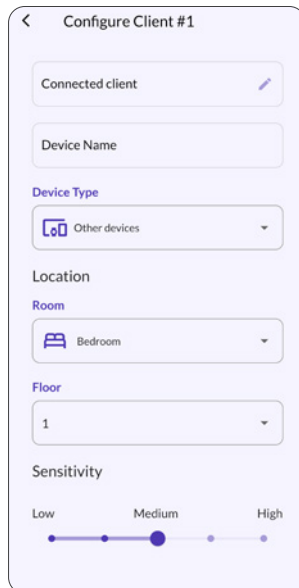 Configure Client #1
Connected client
Device Name
Device Type
Other devices
Location
Room
Bedroom
Floor
1
Sensitivity
Low Medium High